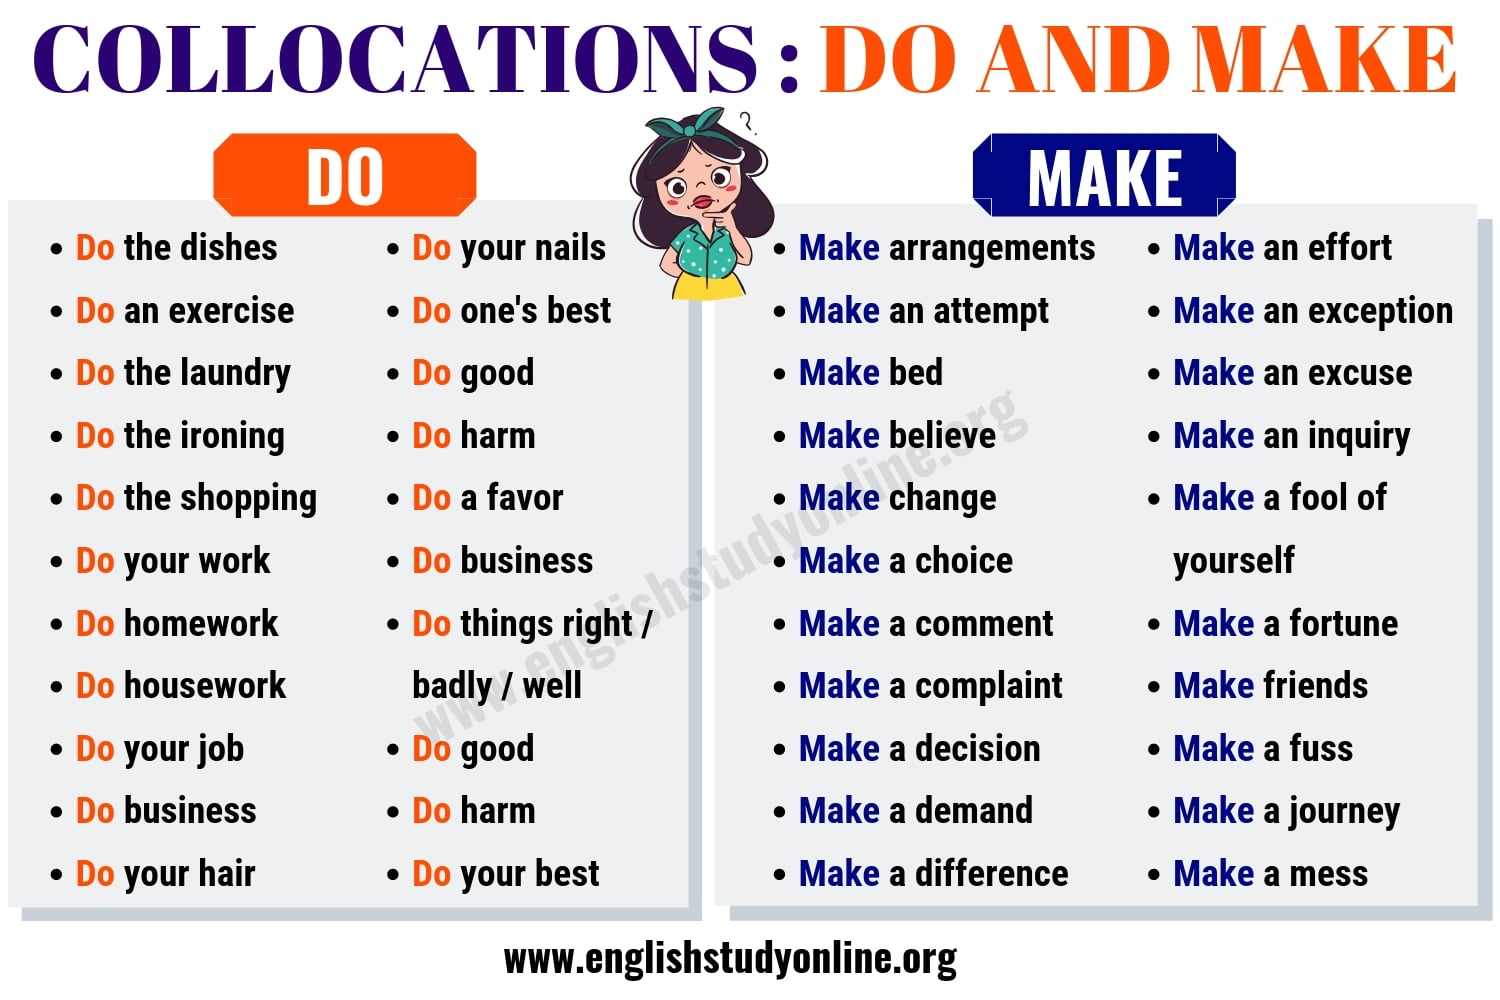 COLLOCATIONS : DO AND MAKE
DO
• Do the dishes
• Do an exercise
• Do the laundry
• Do the ironing
• Do the shopping
• Do your work
• Do homework
• Do housework
• Do your job
• Do business
• Do your hair
• Do your nails
• Do one's best
• Do good
• Do harm
• Do a favor
• Do business
• Do things right /
badly / well
• Do good
• Do harm
• Do your best
?
MAKE
• Make arrangements
• Make an attempt
• Make bed
• Make believe
• Make change
• Make a choice
• Make a comment
• Make a complaint
• Make a decision
• Make a demand
• Make a difference
• Make an effort
• Make an exception
• Make an excuse
• Make an inquiry
• Make a fool of
yourself
• Make a fortune
• Make friends
• Make a fuss
• Make a journey
• Make a mess
www.englishstudyonline.org
www.englishstudyonline.org